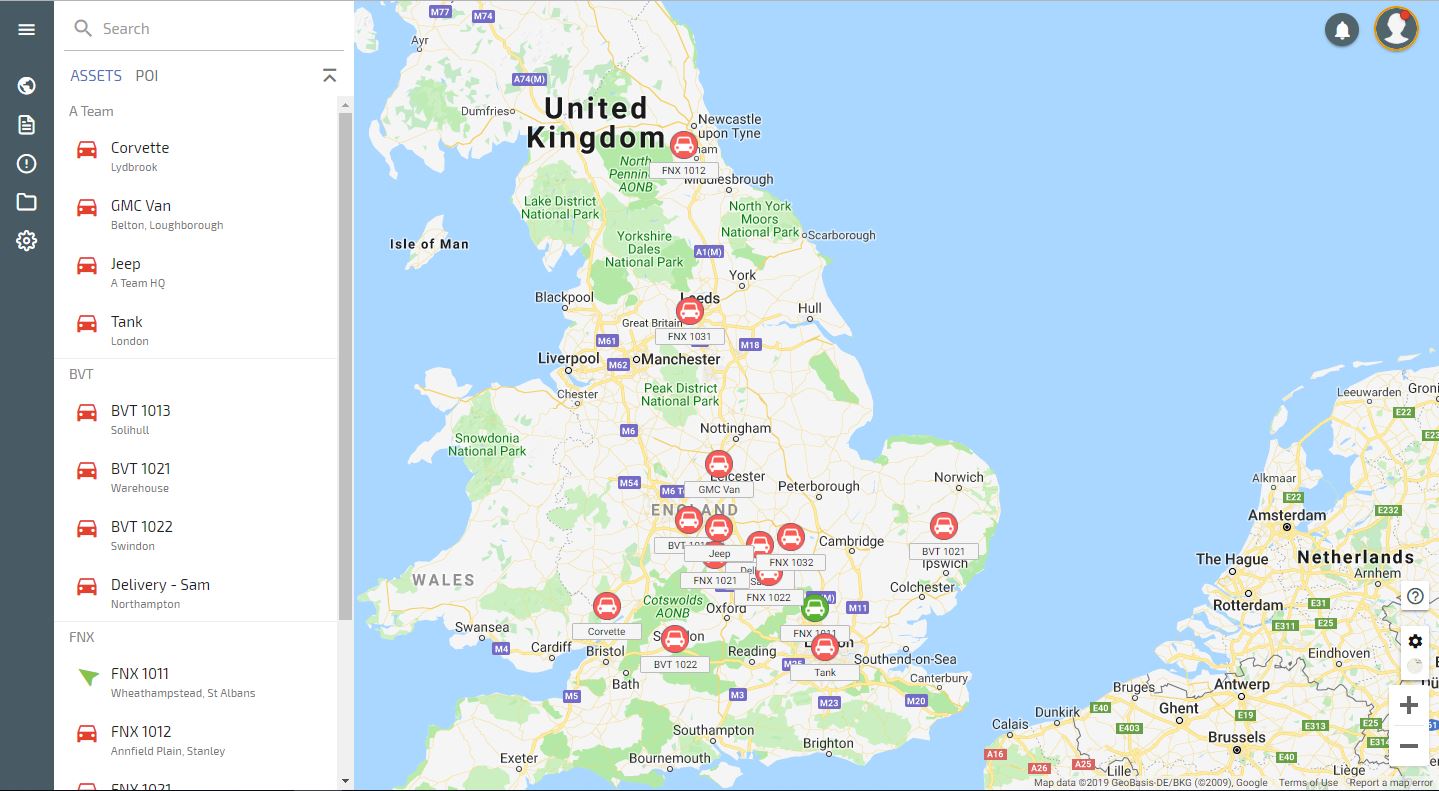 Search
ASSETS POI
A Team
Corvette
Lydbrook
GMC Van
Belton, Loughborough
Jeep
A Team HQ
Tank
London
BVT
BVT 1013
Solihull
BVT 1021
Warehouse
BVT 1022
Swindon
Delivery - Sam
Northampton
FNX
FNX 1011
Wheathampstead, St Albans
FNX 1012
Annfield Plain, Stanley
FNX 1021
M77
M74
Ayr
A74(M)
United
Kingdom
Dumfries
Newcastle
upon Tyne
FNX 1012
North
AONB
Middlesbrough
Lake District
National Park
North York
Moors
National Park
Scarborough
Isle of Man
Yorkshire
Dales
National Park
A1(M)
York
Blackpool
Leeds
Hull
Great Britain
FNX 1031
M61
M18
Liverpool
M62
Manchester
Chester
Peak District
National Park
M6
Nottingham
Snowdonia
National Park
M54
Leicester
M6
GMC Van
Peterborough
Norwich
ENGLAND
Jeep
FNX 1032
Cambridge
BVT 1021
Ipswich
WALES
FNX 1021
FNX 1022
Colchester
Cotswolds
AONB
Oxford
M11
Corvette
FNX 1011
Swansea
M4
Cardiff
Bristol
BVT 1022
Reading
M25
Tank
Southend-on-Sea
Bath
Canterbury
M5
M3
M23
M20
Southampton
Brighton
Exeter
Bournemouth
Leeuwarden
E22
Alkmaar
E22
E232
Amsterdam
The Hague
Netherlands
Arnhem
Rotterdam
E31
E311
E25
Eindhoven
Bruges
Antwerp
E40
Ghent
E19
Dunkirk
Calais
E403
E313
E25
Brussels
E314
A16
A26
A25
Lille
E40
Liège
Map data ©2019 GeoBasis-DE/BKG (©2009), Google
Terms of Use
Report a map error